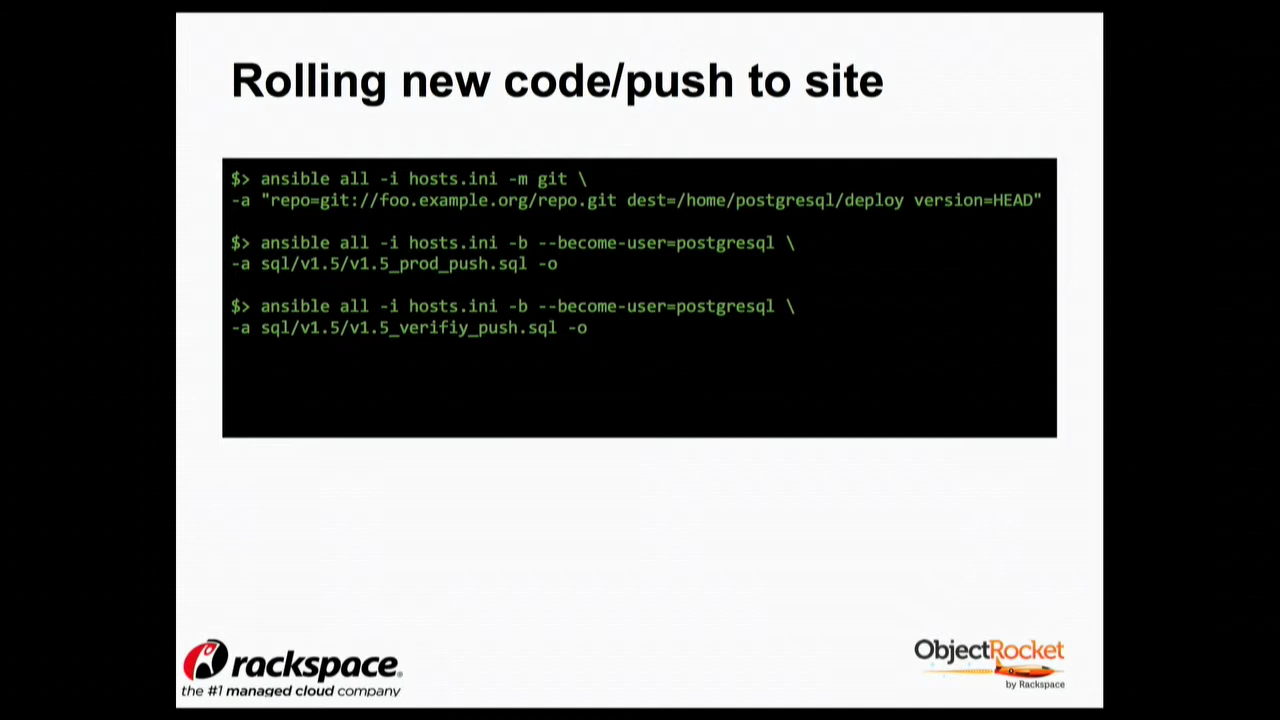 Rolling new code/push to site
$> ansible all -i hosts.ini -m git \
-a "repo=git://foo.example.org/repo.git dest=/home/postgresql/deploy version=HEAD"
$> ansible all -i hosts.ini -b --become-user=postgresql \
-a sql/v1.5/v1.5_prod_push.sql -o
$> ansible all -i hosts.ini -b --become-user=postgresql \
-a sql/v1.5/v1.5_verifiy_push.sql -o
rackspace®
the #1 managed cloud company
ObjectRocket
by Rackspace